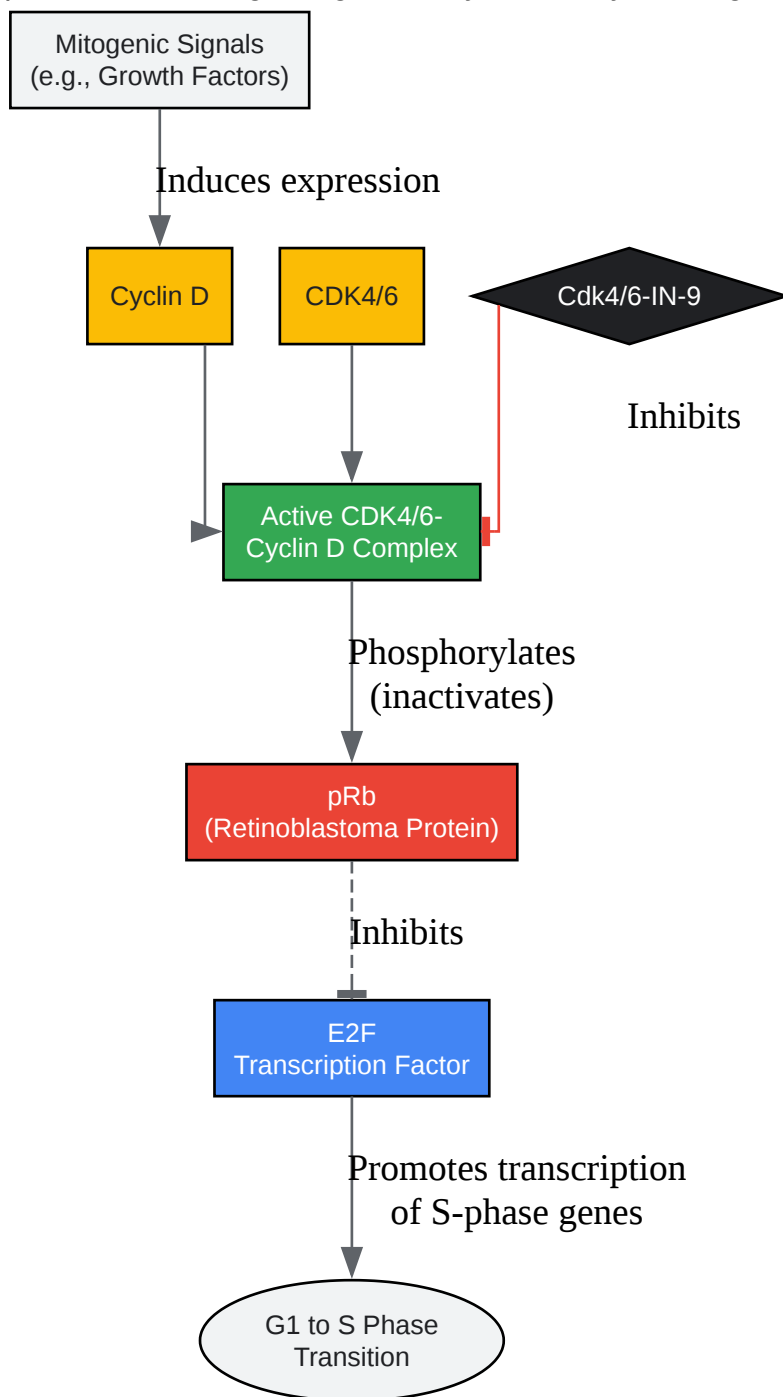 Mitogenic Signals
(e.g., Growth Factors)
Induces expression
Cyclin D
CDK4/6
Cdk4/6-IN-9
Inhibits
Active CDK4/6-
Cyclin D Complex
Phosphorylates
(inactivates)
pRb
(Retinoblastoma Protein)
Inhibits
E2F
Transcription Factor
Promotes transcription
of S-phase genes
G1 to S Phase
Transition